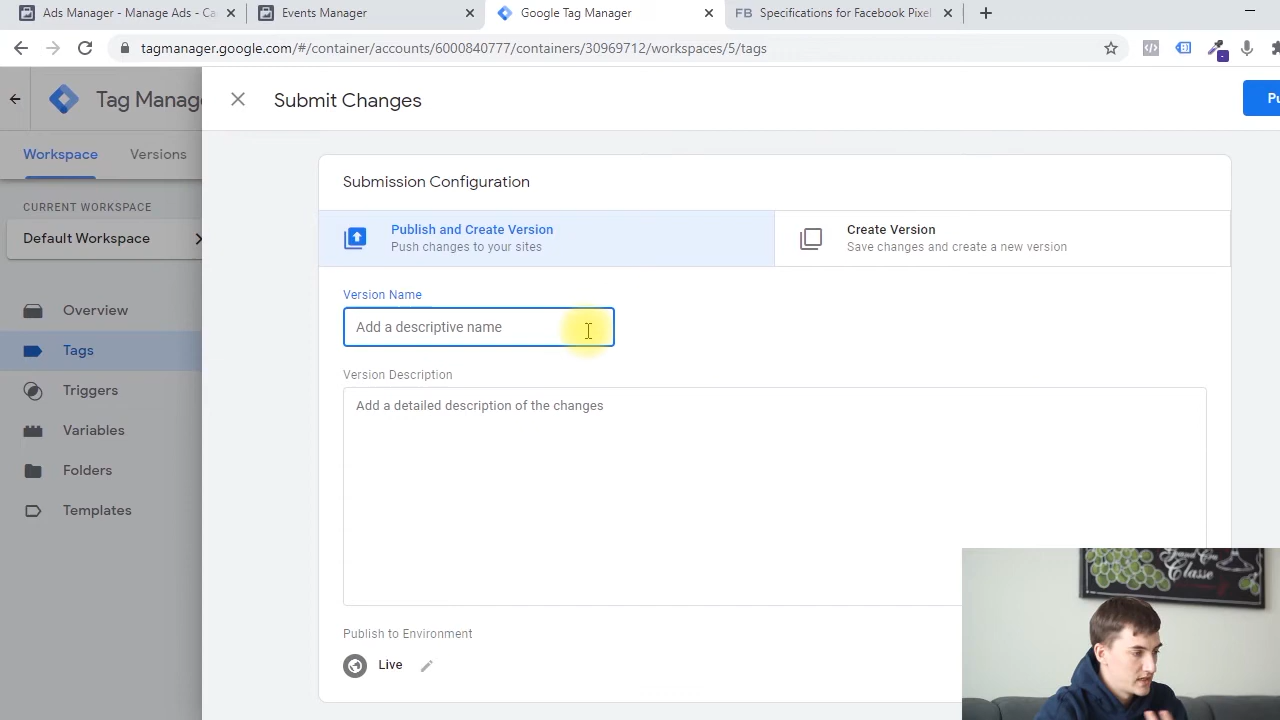 Ads Manager - Manage Ads - Ca
Events Manager
Google Tag Manager
FB Specifications for Facebook Pixel
tagmanager.google.com/#/container/accounts/6000840777/containers/30969712/workspaces/5/tags
Tag Manag
Submit Changes
Pu
Workspace
Versions
CURRENT WORKSPACE
Default Workspace
Overview
Tags
Triggers
Variables
Folders
Templates
Submission Configuration
Publish and Create Version
Push changes to your sites
Create Version
Save changes and create a new version
Version Name
Add a descriptive name
Version Description
Add a detailed description of the changes
Publish to Environment
Live
Grand Cru
Classe